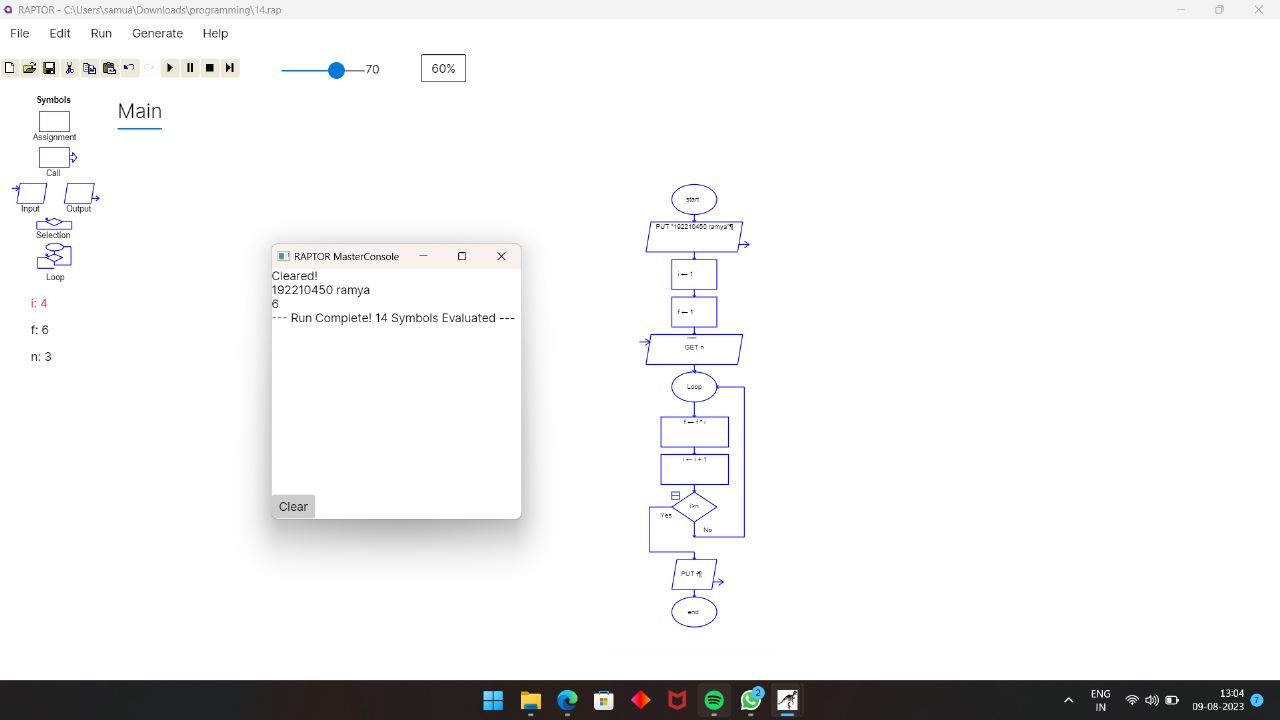 RAPTOR - C:\Users\samua\Downloads\programming\14.rap
File Edit Run Generate Help
70
60%
Symbols
Assignment
Call
Input Output
Selection
Loop
i: 4
f: 6
n: 3
Main
RAPTOR MasterConsole
Cleared!
192210450 ramya
6
--- Run Complete! 14 Symbols Evaluated ---
Clear
start
PUT "192210450 ramya"¶
i ← 1
f ← 1
GET n
Loop
f ← f * i
i ← i + 1
i>n
Yes
No
PUT f¶
end
2
ENG
IN
13:04
09-08-2023
7